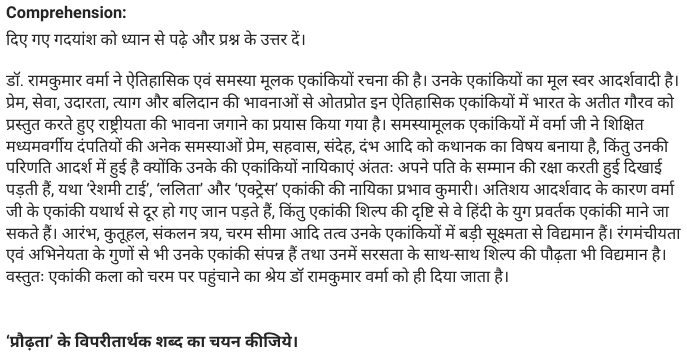 Comprehension:
दिए गए गदयांश को ध्यान से पढ़े और प्रश्न के उत्तर दें।
डॉ. रामकुमार वर्मा ने ऐतिहासिक एवं समस्या मूलक एकांकियों रचना की है। उनके एकांकियों का मूल स्वर आदर्शवादी है।
प्रेम, सेवा, उदारता, त्याग और बलिदान की भावनाओं से ओतप्रोत इन ऐतिहासिक एकांकियों में भारत के अतीत गौरव को
प्रस्तुत करते हुए राष्ट्रीयता की भावना जगाने का प्रयास किया गया है। समस्यामूलक एकांकियों में वर्मा जी ने शिक्षित
मध्यमवर्गीय दंपतियों की अनेक समस्याओं प्रेम, सहवास, संदेह, दंभ आदि को कथानक का विषय बनाया है, किंतु उनकी
परिणति आदर्श में हुई है क्योंकि उनके की एकांकियों नायिकाएं अंततः अपने पति के सम्मान की रक्षा करती हुई दिखाई
पड़ती हैं, यथा ‘रेशमी टाई’, ‘ललिता’ और ‘एक्ट्रेस’ एकांकी की नायिका प्रभाव कुमारी। अतिशय आदर्शवाद के कारण वर्मा
जी के एकांकी यथार्थ से दूर हो गए जान पड़ते हैं, किंतु एकांकी शिल्प की दृष्टि से वे हिंदी के युग प्रवर्तक एकांकी माने जा
सकते हैं। आरंभ, कुतूहल, संकलन त्रय, चरम सीमा आदि तत्व उनके एकांकियों में बड़ी सूक्ष्मता से विद्यमान हैं। रंगमंचीयता
एवं अभिनेयता के गुणों से भी उनके एकांकी संपन्न हैं तथा उनमें सरसता के साथ-साथ शिल्प की पौढ़ता भी विद्यमान है।
वस्तुतः एकांकी कला को चरम पर पहुंचाने का श्रेय डॉ रामकुमार वर्मा को ही दिया जाता है।
‘प्रौढ़ता’ के विपरीतार्थक शब्द का चयन कीजिये।